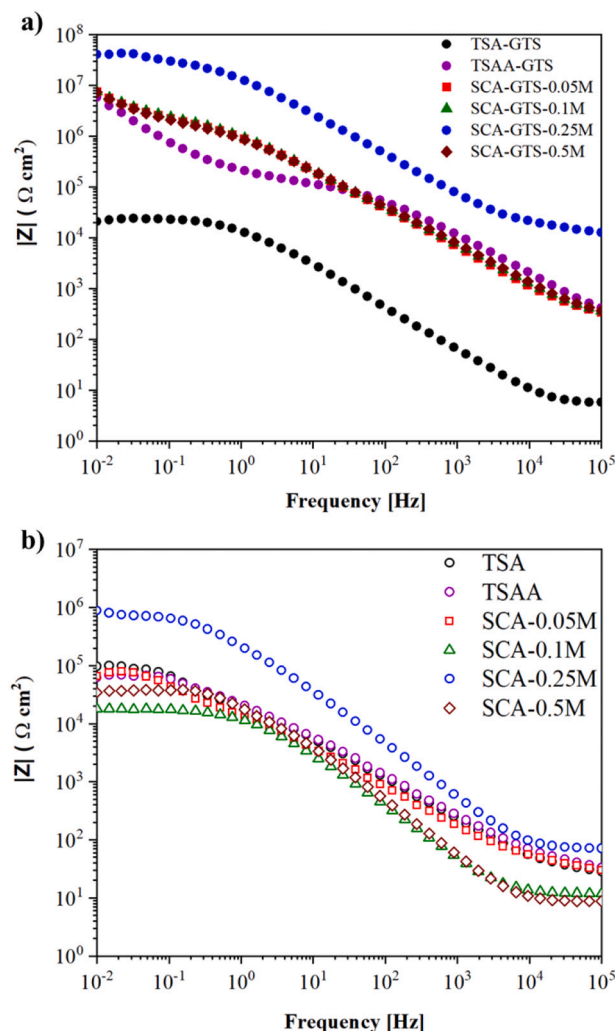 a)
10^8
10^7
10^6
10^5
10^4
10^3
10^2
10^1
10^0
|Z| ( Ω cm²)
TSA-GTS
TSAA-GTS
SCA-GTS-0.05M
SCA-GTS-0.1M
SCA-GTS-0.25M
SCA-GTS-0.5M
10^-2 10^-1 10^0 10^1 10^2 10^3 10^4 10^5
Frequency [Hz]
b)
10^7
10^6
10^5
10^4
10^3
10^2
10^1
10^0
|Z| ( Ω cm²)
TSA
TSAA
SCA-0.05M
SCA-0.1M
SCA-0.25M
SCA-0.5M
10^-2 10^-1 10^0 10^1 10^2 10^3 10^4 10^5
Frequency [Hz]